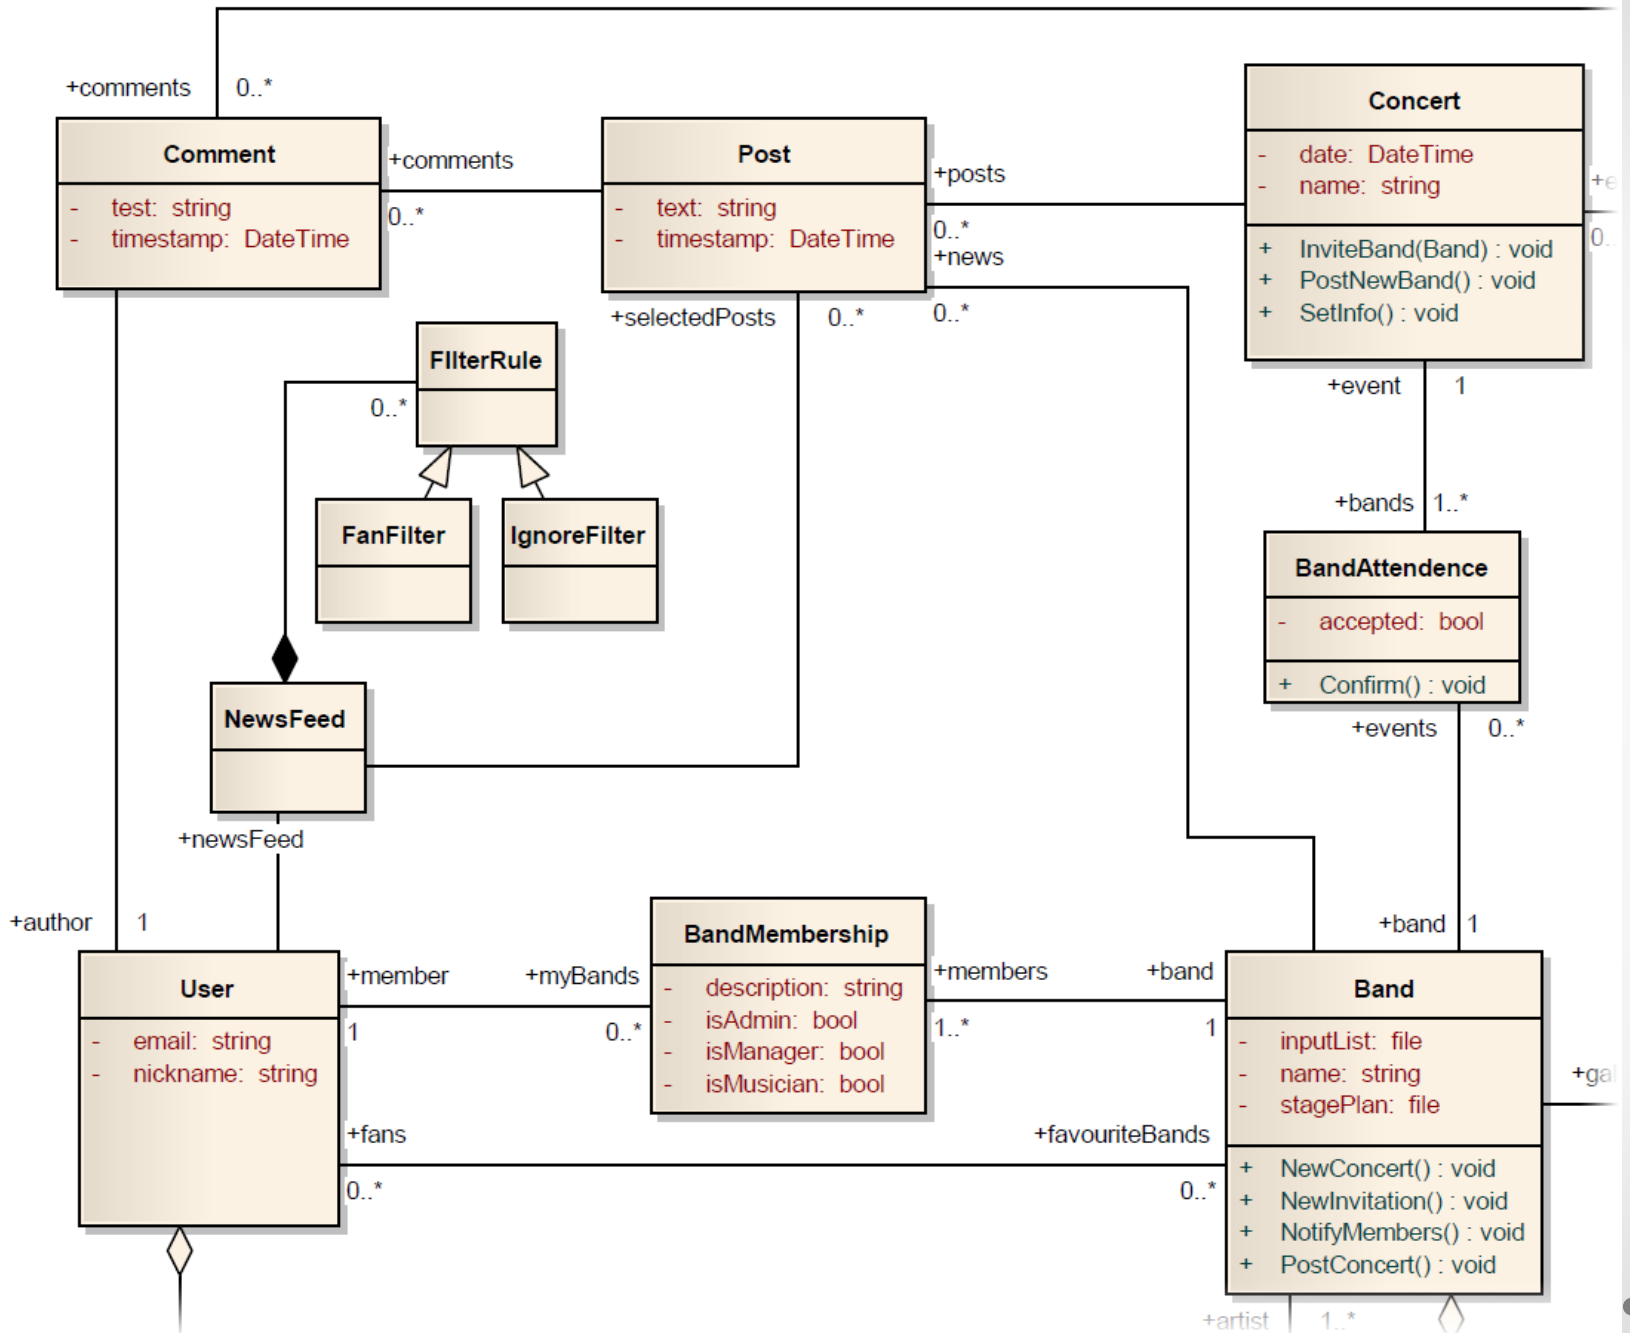 +comments 0..*
Comment
- test: string
- timestamp: DateTime
+comments
0..*
Post
- text: string
- timestamp: DateTime
+posts
0..*
+news
0..*
Concert
- date: DateTime
- name: string
+ InviteBand(Band) : void
+ PostNewBand() : void
+ SetInfo() : void
+e
0..
+selectedPosts 0..*
FIlterRule
0..*
FanFilter
IgnoreFilter
+event 1
+bands 1..*
BandAttendence
- accepted: bool
+ Confirm() : void
+events 0..*
NewsFeed
+newsFeed
+author 1
+band 1
User
- email: string
- nickname: string
+member
1
+myBands
0..*
BandMembership
- description: string
- isAdmin: bool
- isManager: bool
- isMusician: bool
+members
1..*
+band
1
Band
- inputList: file
- name: string
- stagePlan: file
+ NewConcert() : void
+ NewInvitation() : void
+ NotifyMembers() : void
+ PostConcert() : void
+gal
+fans
0..*
+favouriteBands
0..*
+artist 1..*